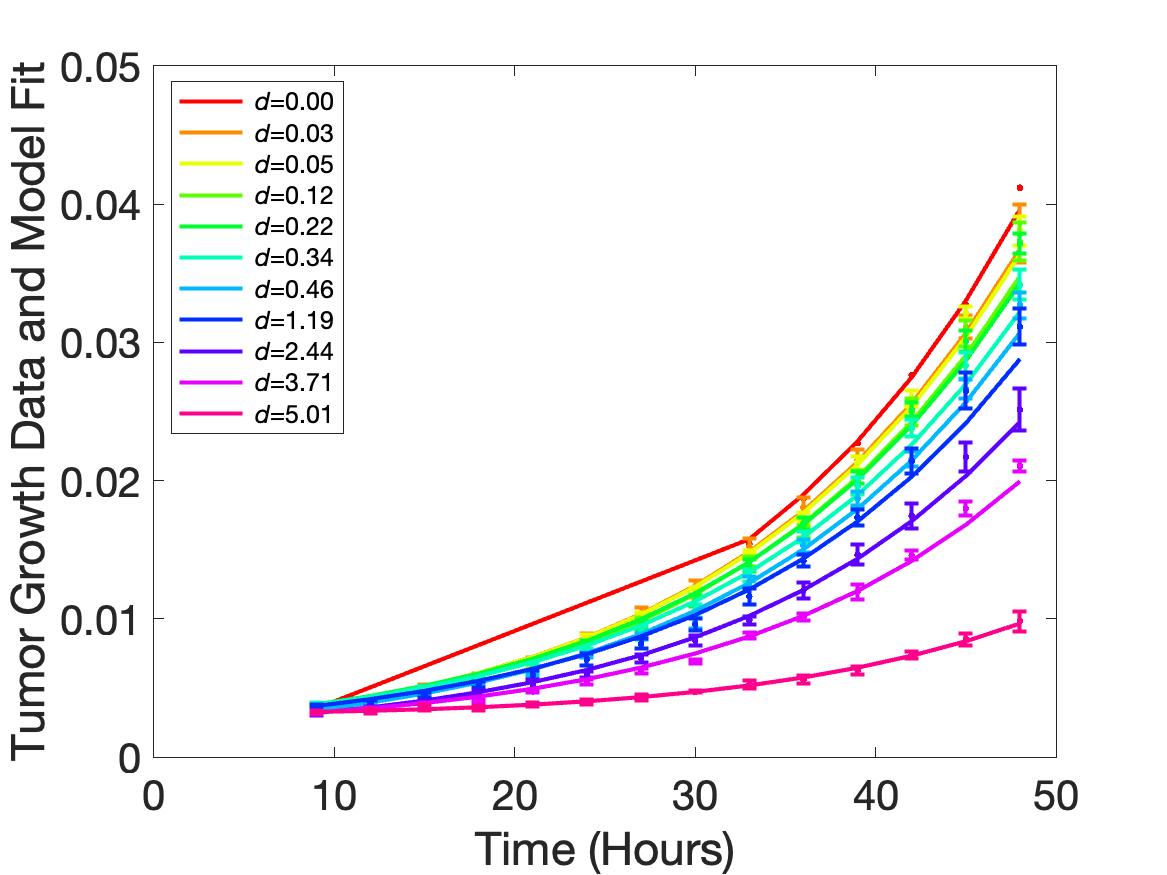 Tumor Growth Data and Model Fit
0.05
0.04
0.03
0.02
0.01
0
d=0.00
d=0.03
d=0.05
d=0.12
d=0.22
d=0.34
d=0.46
d=1.19
d=2.44
d=3.71
d=5.01
0 10 20 30 40 50
Time (Hours)